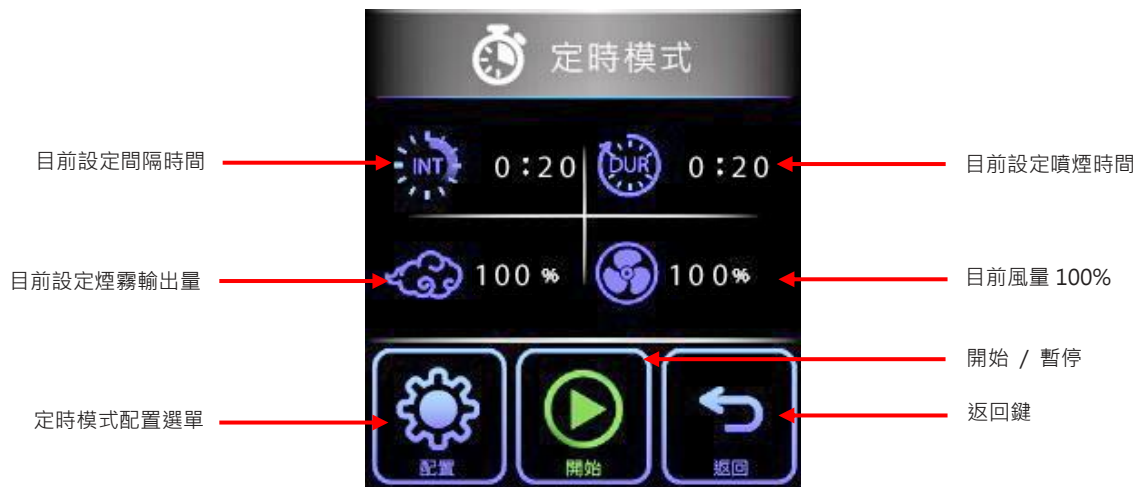 定時模式
目前設定間隔時間
INT 0:20
DUR 0:20
目前設定噴煙時間
目前設定煙霧輸出量
100 %
100%
目前風量 100%
開始 / 暫停
定時模式配置選單
配置
開始
返回
返回鍵